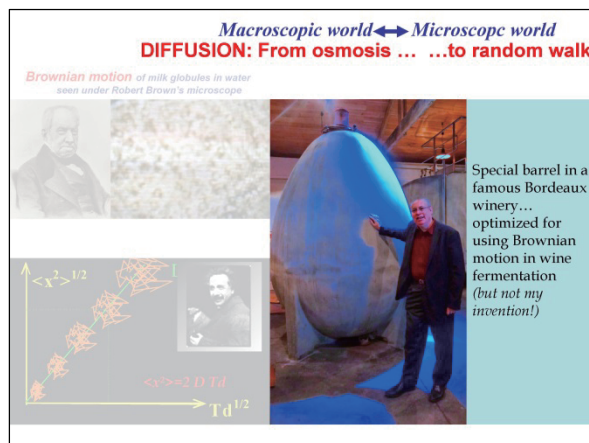 Macroscopic world Microscopc world
DIFFUSION: From osmosis … …to random walk
Brownian motion of milk globules in water
seen under Robert Brown's microscope
Special barrel in a
famous Bordeaux
winery…
optimized for
using Brownian
motion in wine
fermentation
(but not my
invention!)
<x²>¹/²
<x²>=2 D Td
Td¹/²